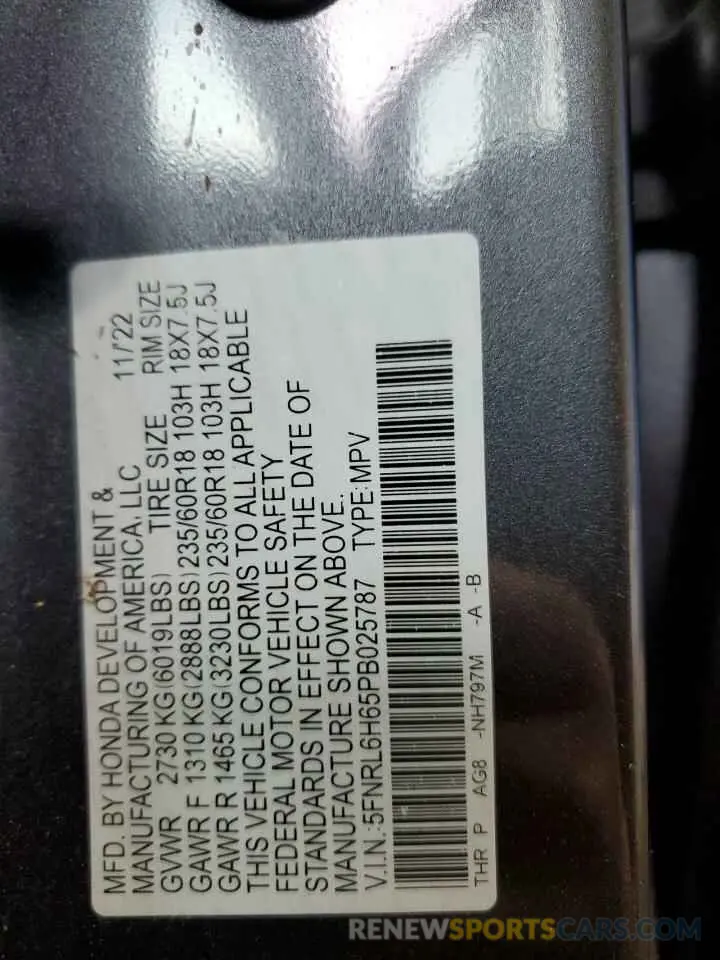 MFD. BY HONDA DEVELOPMENT &
MANUFACTURING OF AMERICA, LLC 11/22
GVWR 2730 KG(6019LBS) TIRE SIZE RIM SIZE
GAWR F 1310 KG(2888LBS)235/60R18 103H 18X7.5J
GAWR R 1465 KG(3230LBS)235/60R18 103H 18X7.5J
THIS VEHICLE CONFORMS TO ALL APPLICABLE
FEDERAL MOTOR VEHICLE SAFETY
STANDARDS IN EFFECT ON THE DATE OF
MANUFACTURE SHOWN ABOVE.
V.I.N.:5FNRL6H65PB025787 TYPE:MPV
THR P AG8 -NH797M -A -B
RENEWSPORTSCARS.COM